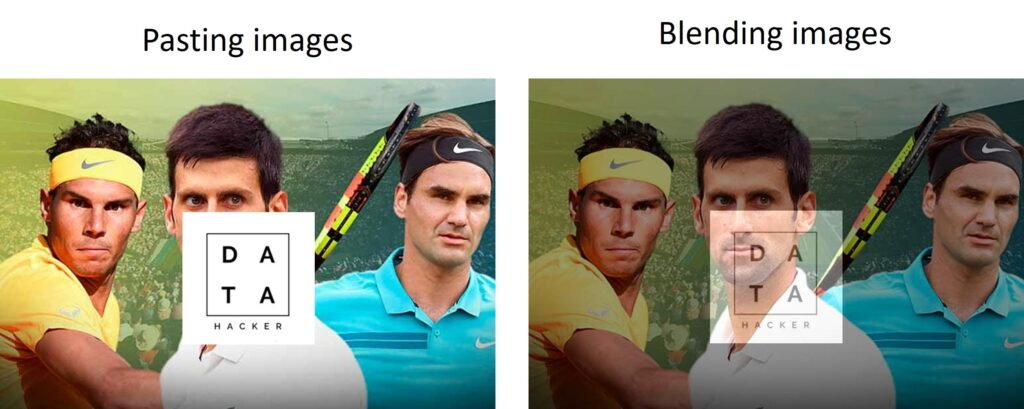 Pasting images
Blending images
D A
T A
HACKER
D A
T A
HACKER